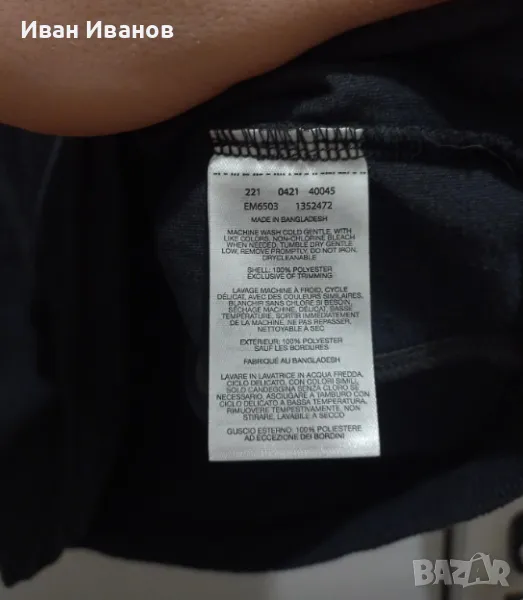 Иван Иванов
221 0421 40045
EM6503 1352472
MADE IN BANGLADESH
MACHINE WASH COLD GENTLE, WITH
LIKE COLORS, NON-CHLORINE BLEACH
WHEN NEEDED, TUMBLE DRY GENTLE
LOW, REMOVE PROMPTLY, DO NOT IRON,
DRYCLEANABLE
SHELL: 100% POLYESTER
EXCLUSIVE OF TRIMMING
LAVAGE MACHINE À FROID, CYCLE
DÉLICAT, AVEC DES COULEURS SIMILAIRES,
BLANCHIR SANS CHLORE SI BESOIN,
SÉCHAGE MACHINE, DÉLICAT, BASSE
TEMPÉRATURE, SORTIR IMMÉDIATEMENT
DE LA MACHINE, NE PAS REPASSER,
NETTOYABLE A SEC
EXTÉRIEUR: 100% POLYESTER
SAUF LES BORDURES
FABRIQUÉ AU BANGLADESH
LAVARE IN LAVATRICE IN ACQUA FREDDA,
CICLO DELICATO, CON COLORI SIMILI,
SOLO CANDEGGINA SENZA CLORO SE
NECESSARIO, ASCIUGARE A TAMBURO CON
CICLO DELICATO A BASSA TEMPERATURA,
RIMUOVERE TEMPESTIVAMENTE, NON
STIRARE, LAVABILE A SECCO
GUSCIO ESTERNO: 100% POLIESTERE
AD ECCEZIONE DEI BORDINI
BAZAR